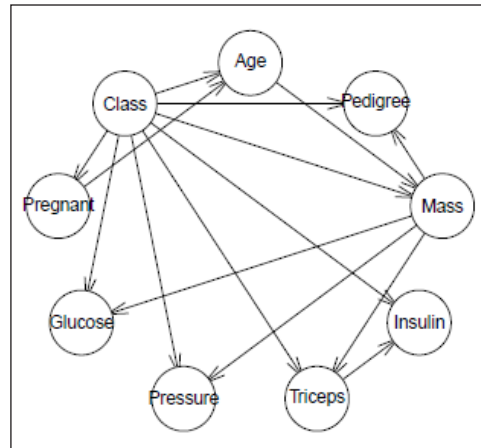 Age
Class
Pedigree
Pregnant
Mass
Glucose
Insulin
Pressure
Triceps